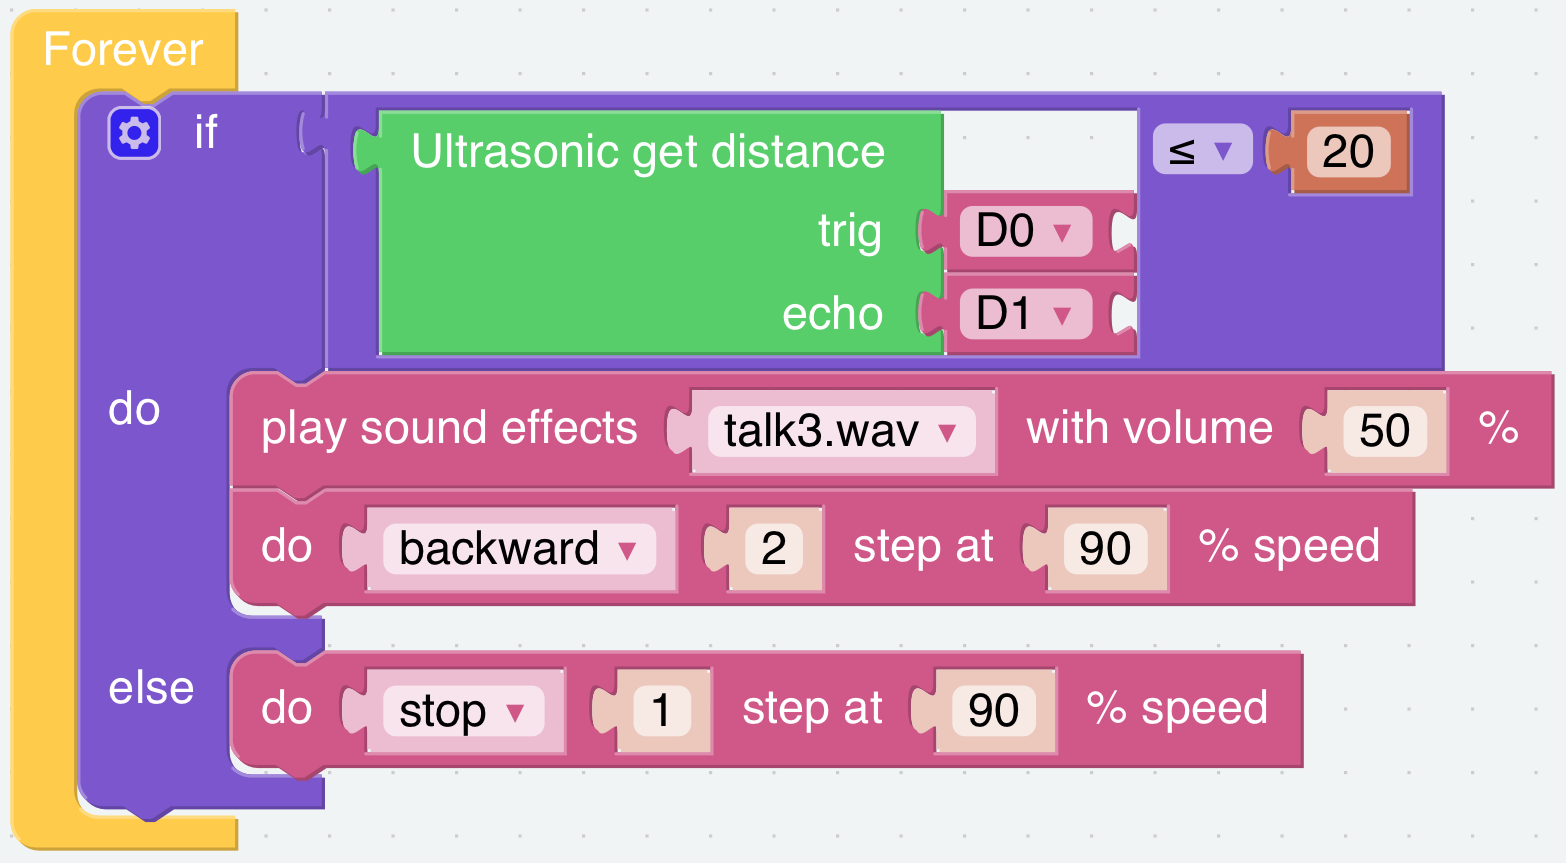 Forever
if Ultrasonic get distance ≤ 20
trig D0
echo D1
do play sound effects talk3.wav with volume 50 %
do backward 2 step at 90 % speed
else do stop 1 step at 90 % speed